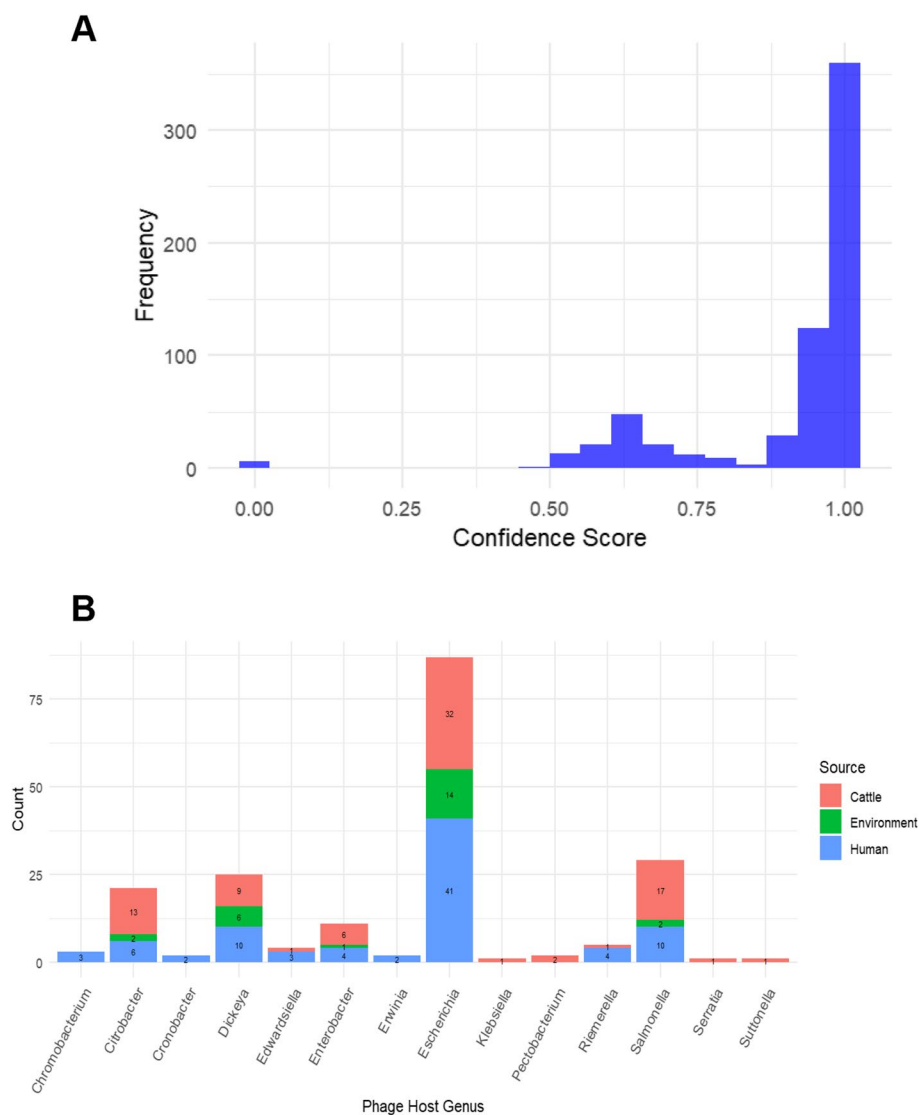 A
300
200
100
0
Frequency
0.00 0.25 0.50 0.75 1.00
Confidence Score
B
75
50
25
0
Count
3
13
2
6
2
9
6
10
1
3
6
1
4
2
32
14
41
1
2
1
4
17
2
10
1
1
Chromobacterium
Citrobacter
Cronobacter
Dickeya
Edwardsiella
Enterobacter
Erwinia
Escherichia
Klebsiella
Pectobacterium
Riemerella
Salmonella
Serratia
Suttonella
Phage Host Genus
Source
Cattle
Environment
Human